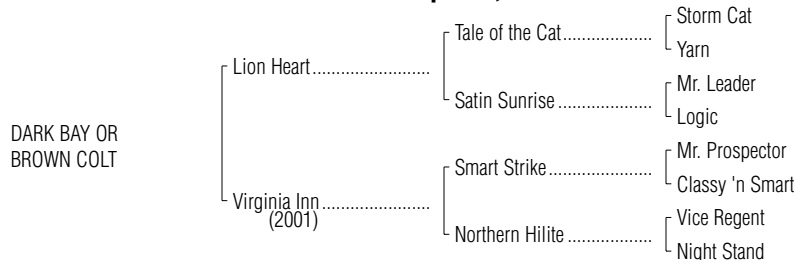 Storm Cat
Tale of the Cat
Yarn
Lion Heart
Mr. Leader
Satin Sunrise
Logic
DARK BAY OR
BROWN COLT
Mr. Prospector
Smart Strike
Classy 'n Smart
Virginia Inn
(2001)
Vice Regent
Northern Hilite
Night Stand